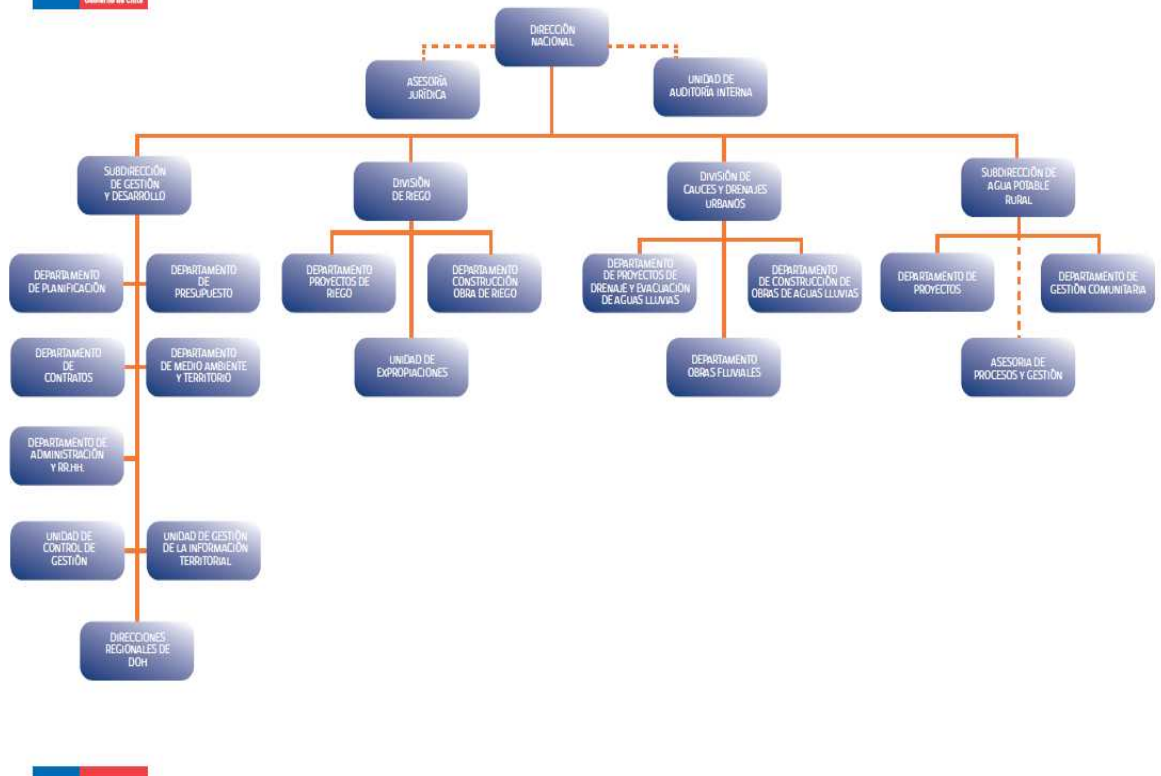 Gobierno de Chile
DIRECCIÓN
NACIONAL
ASESORÍA
JURÍDICA
UNIDAD DE
AUDITORÍA INTERNA
SUBDIRECCIÓN
DE GESTIÓN
Y DESARROLLO
DIVISIÓN
DE RIEGO
DIVISIÓN DE
CAUCES Y DRENAJES
URBANOS
SUBDIRECCIÓN DE
AGUA POTABLE
RURAL
DEPARTAMENTO
DE PLANIFICACIÓN
DEPARTAMENTO
DE
PRESUPUESTO
DEPARTAMENTO
PROYECTOS DE
RIEGO
DEPARTAMENTO
CONSTRUCCIÓN
OBRA DE RIEGO
DEPARTAMENTO
DE PROYECTOS DE
DRENAJE Y EVACUACIÓN
DE AGUAS LLUVIAS
DEPARTAMENTO
DE CONSTRUCCIÓN DE
OBRAS DE AGUAS LLUVIAS
DEPARTAMENTO DE
PROYECTOS
DEPARTAMENTO DE
GESTIÓN COMUNITARIA
DEPARTAMENTO
DE
CONTRATOS
DEPARTAMENTO
DE MEDIO AMBIENTE
Y TERRITORIO
UNIDAD DE
EXPROPIACIONES
DEPARTAMENTO
OBRAS FLUVIALES
ASESORIA DE
PROCESOS Y GESTIÓN
DEPARTAMENTO DE
ADMINISTRACIÓN
Y RR.HH.
UNIDAD DE
CONTROL DE
GESTIÓN
UNIDAD DE GESTIÓN
DE LA INFORMACIÓN
TERRITORIAL
DIRECCIONES
REGIONALES DE
DOH